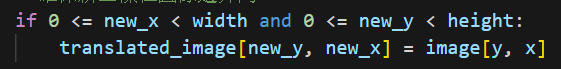 if 0 <= new_x < width and 0 <= new_y < height:
    translated_image[new_y, new_x] = image[y, x]